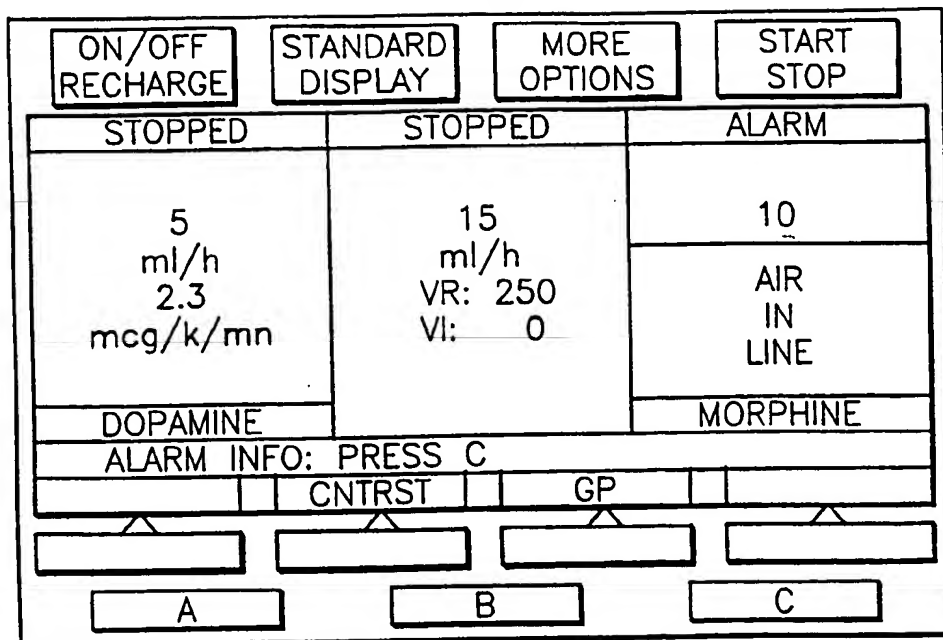 ON/OFF
RECHARGE
STANDARD
DISPLAY
MORE
OPTIONS
START
STOP
STOPPED
STOPPED
ALARM
5
ml/h
2.3
mcg/k/mn
DOPAMINE
15
ml/h
VR: 250
VI: 0
10
AIR
IN
LINE
MORPHINE
ALARM INFO: PRESS C
CNTRST
GP
A
B
C